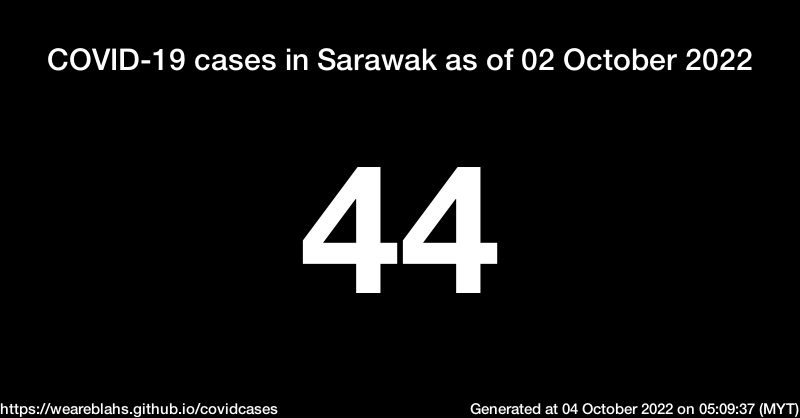 COVID-19 cases in Sarawak as of 02 October 2022
44
https://weareblahs.github.io/covidcases
Generated at 04 October 2022 on 05:09:37 (MYT)